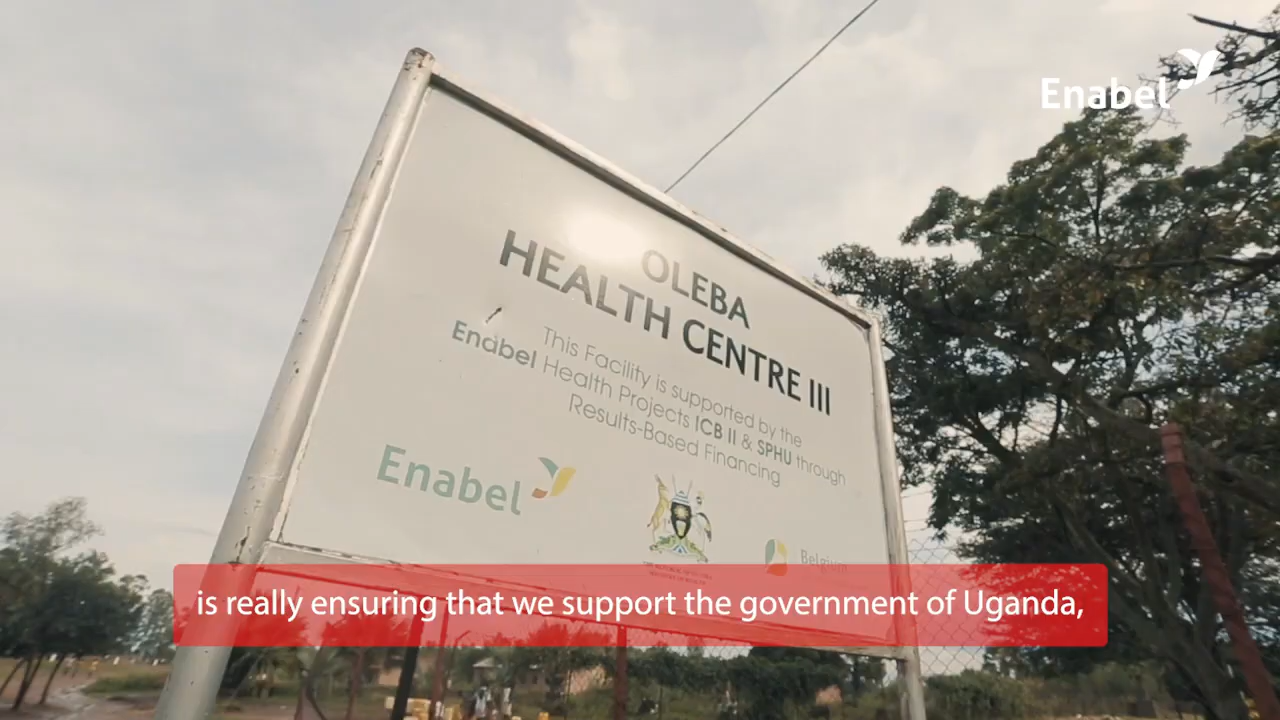 Enabel
OLEBA
HEALTH CENTRE III
This Facility is supported by the
Enabel Health Projects ICB II & SPHU through
Results-Based Financing
Enabel
Belgium
is really ensuring that we support the government of Uganda,